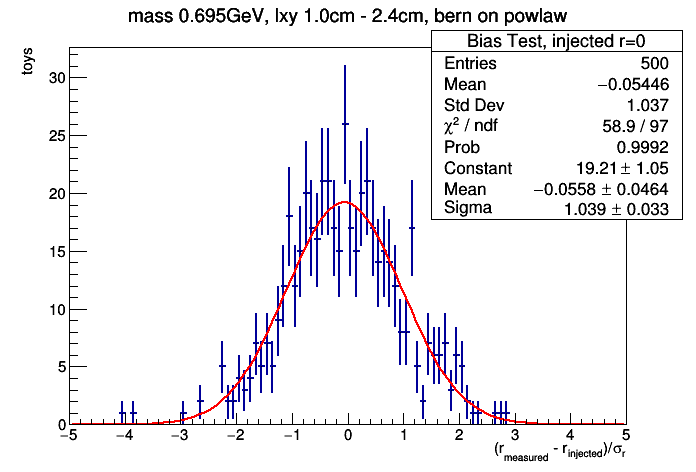 mass 0.695GeV, lxy 1.0cm - 2.4cm, bern on powlaw
Bias Test, injected r=0
Entries 500
Mean −0.05446
Std Dev 1.037
χ² / ndf 58.9 / 97
Prob 0.9992
Constant 19.21 ± 1.05
Mean −0.0558 ± 0.0464
Sigma 1.039 ± 0.033
toys
30
25
20
15
10
5
0
−5 −4 −3 −2 −1 0 1 2 3 4 5
(r_measured - r_injected)/σ_r